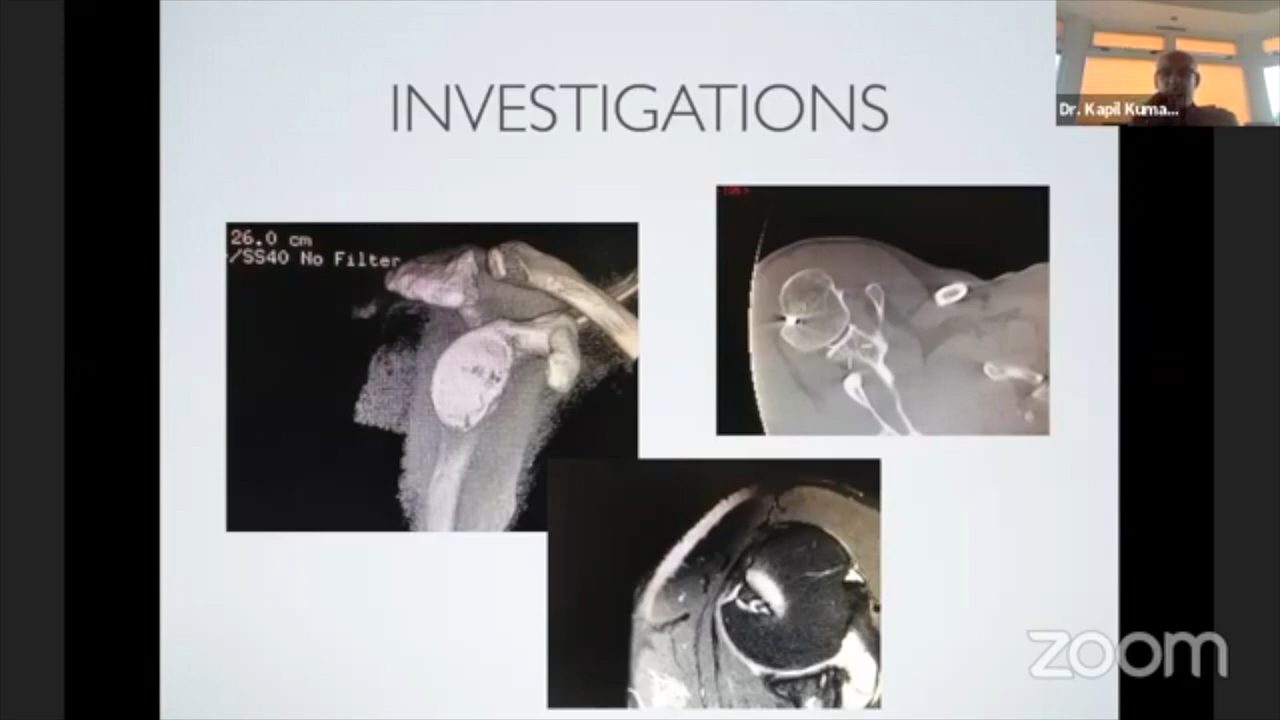 INVESTIGATIONS
Dr. Kapil Kuma...
26.0 cm
/SS40 No Filter
zoom